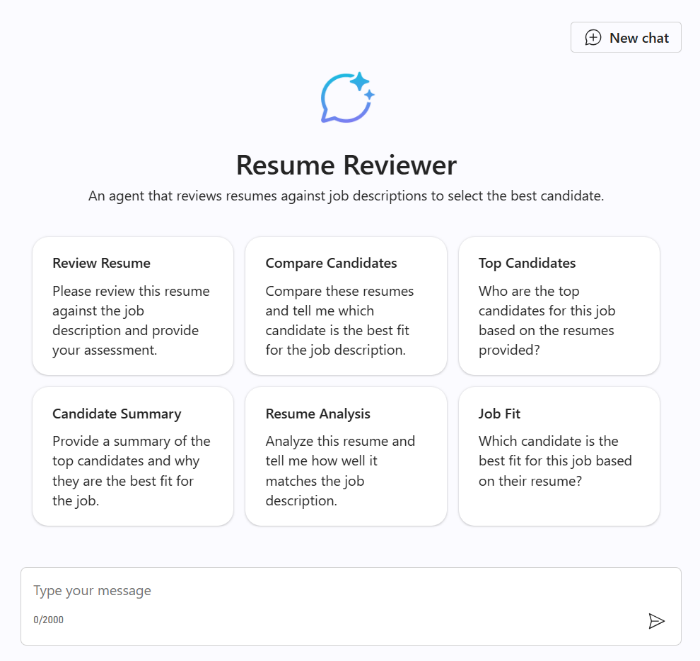 New chat
Resume Reviewer
An agent that reviews resumes against job descriptions to select the best candidate.
Review Resume
Please review this resume
against the job
description and provide
your assessment.
Compare Candidates
Compare these resumes
and tell me which
candidate is the best fit
for the job description.
Top Candidates
Who are the top
candidates for this job
based on the resumes
provided?
Candidate Summary
Provide a summary of the
top candidates and why
they are the best fit for
the job.
Resume Analysis
Analyze this resume and
tell me how well it
matches the job
description.
Job Fit
Which candidate is the
best fit for this job based
on their resume?
Type your message
0/2000